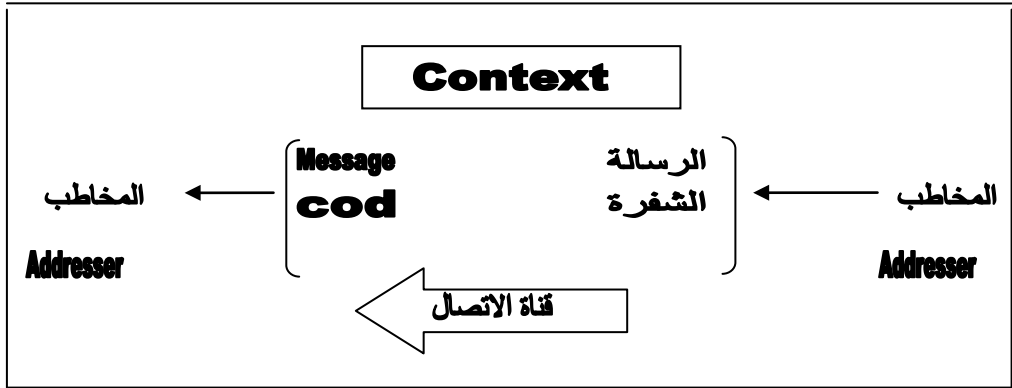 Context
الرسالة Message
الشفرة cod
المخاطب
المخاطب
Addresser
Addresser
قناة الاتصال